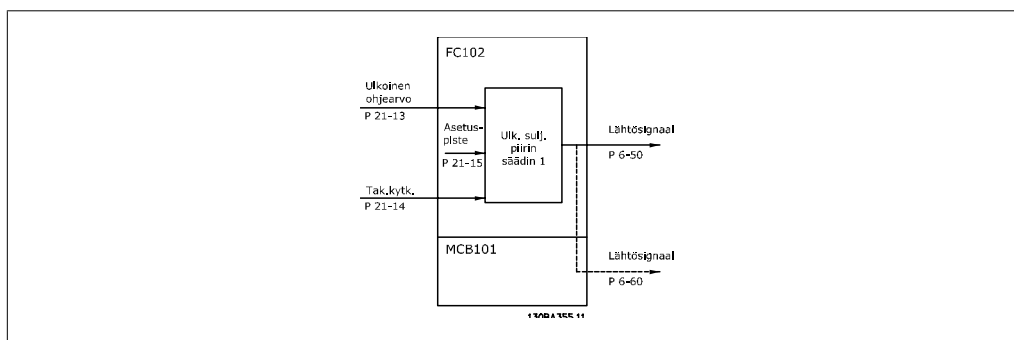 FC102
Ulkoinen
ohjearvo
P 21-13
Asetus-
piste
P 21-15
Ulk. sulj.
piirin
säädin 1
Lähtösignaal
P 6-50
Tak.kytk.
P 21-14
MCB101
Lähtösignaal
P 6-60
130BA355.11